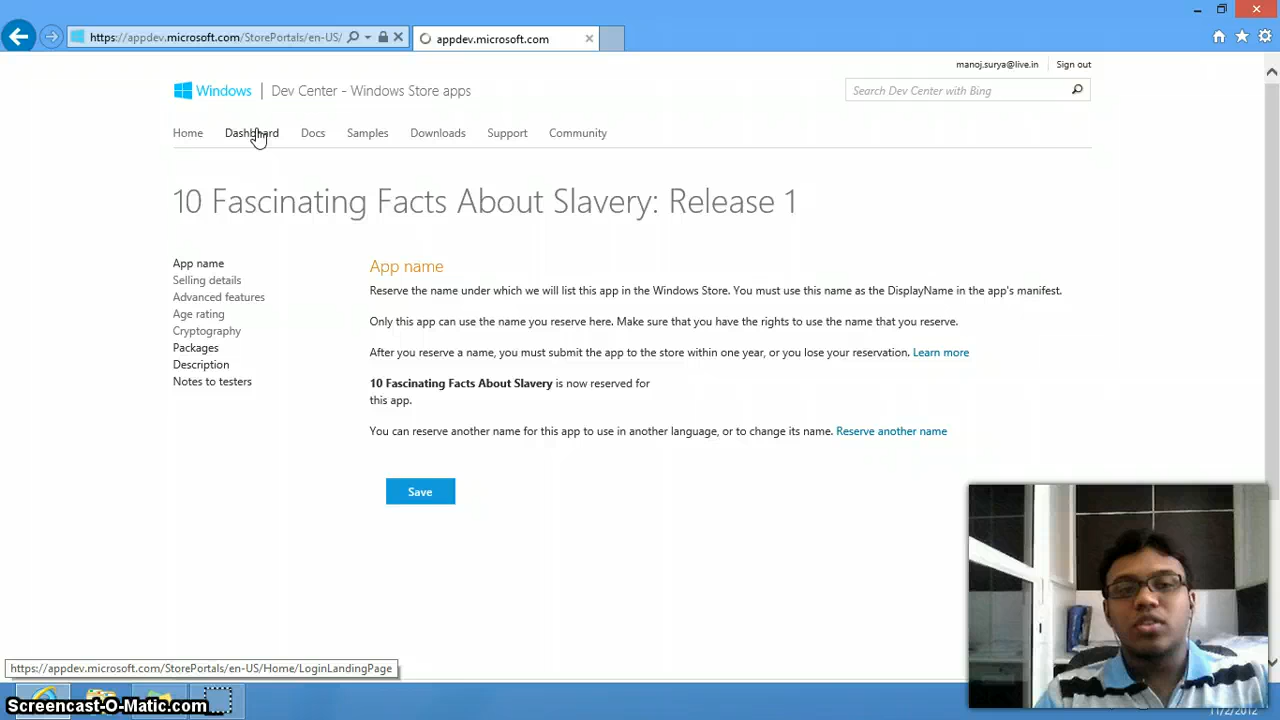 https://appdev.microsoft.com/StorePortals/en-US/
appdev.microsoft.com
manoj.surya@live.in Sign out
Windows | Dev Center - Windows Store apps
Search Dev Center with Bing
Home Dashboard Docs Samples Downloads Support Community
10 Fascinating Facts About Slavery: Release 1
App name
Selling details
Advanced features
Age rating
Cryptography
Packages
Description
Notes to testers
App name
Reserve the name under which we will list this app in the Windows Store. You must use this name as the DisplayName in the app's manifest.
Only this app can use the name you reserve here. Make sure that you have the rights to use the name that you reserve.
After you reserve a name, you must submit the app to the store within one year, or you lose your reservation. Learn more
10 Fascinating Facts About Slavery is now reserved for
this app.
You can reserve another name for this app to use in another language, or to change its name. Reserve another name
Save
https://appdev.microsoft.com/StorePortals/en-US/Home/LoginLandingPage
Screencast-O-Matic.com
11/2/2012